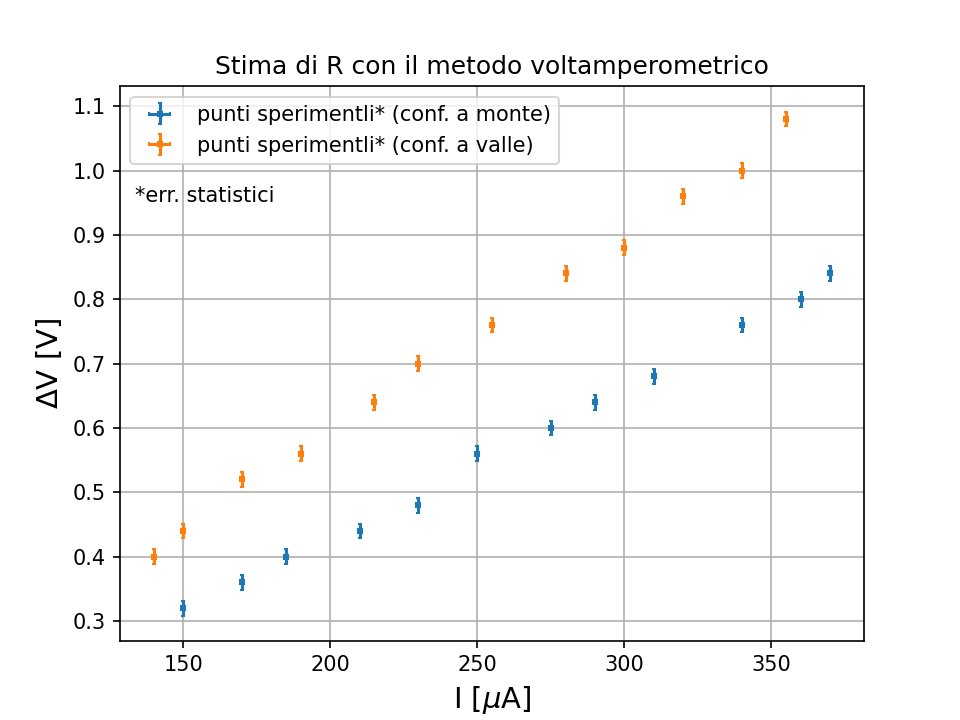 Stima di R con il metodo voltamperometrico
punti sperimentli* (conf. a monte)
punti sperimentli* (conf. a valle)
*err. statistici
1.1
1.0
0.9
0.8
0.7
0.6
0.5
0.4
0.3
ΔV [V]
150 200 250 300 350
I [μA]